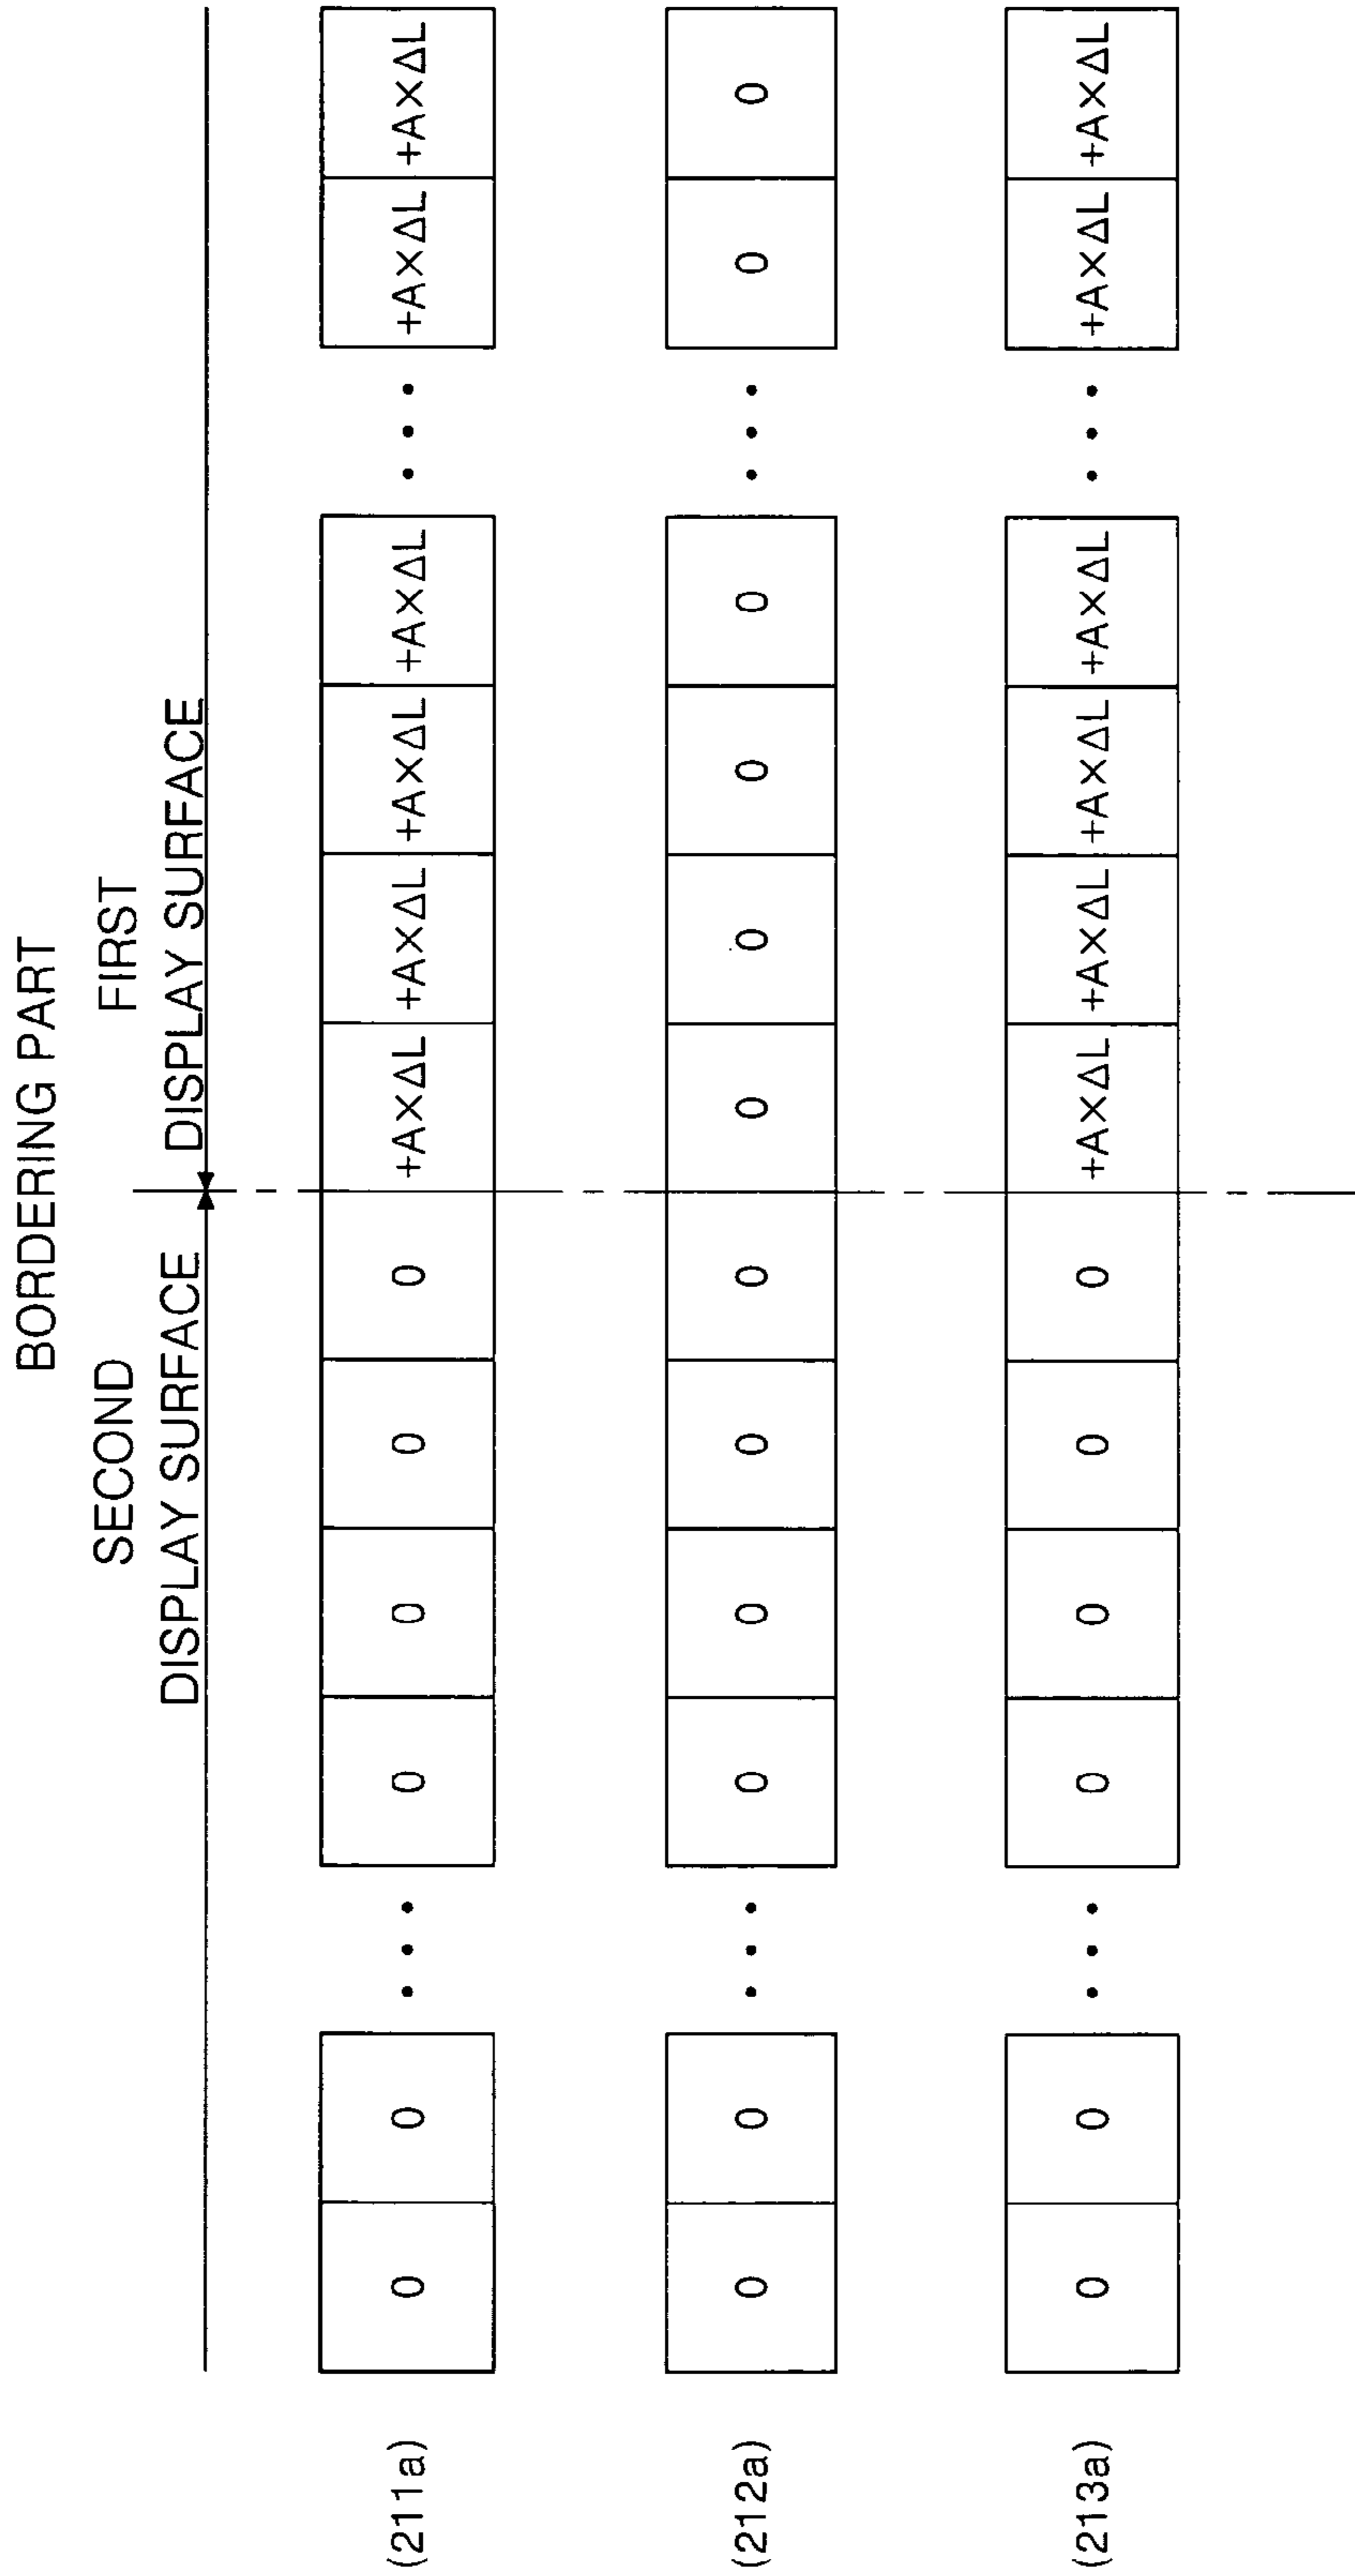 BORDERING PART
SECOND FIRST
DISPLAY SURFACE DISPLAY SURFACE
(211a) 0 0 ... 0 0 0 0 +A×ΔL +A×ΔL +A×ΔL +A×ΔL ... +A×ΔL +A×ΔL
(212a) 0 0 ... 0 0 0 0 0 0 0 0 ... 0 0
(213a) 0 0 ... 0 0 0 0 +A×ΔL +A×ΔL +A×ΔL +A×ΔL ... +A×ΔL +A×ΔL